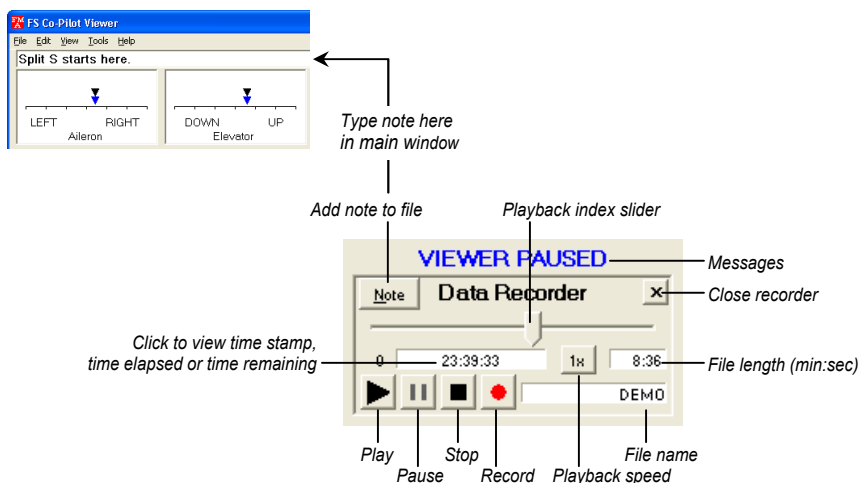 FMA FS Co-Pilot Viewer
File Edit View Tools Help
Split S starts here.
LEFT RIGHT
Aileron
DOWN UP
Elevator
Type note here
in main window
Add note to file
Playback index slider
VIEWER PAUSED
Messages
Note
Data Recorder
x
Close recorder
Click to view time stamp,
time elapsed or time remaining
0 23:39:33 1x 8:36
File length (min:sec)
DEMO
Play
Pause
Stop
Record
Playback speed
File name